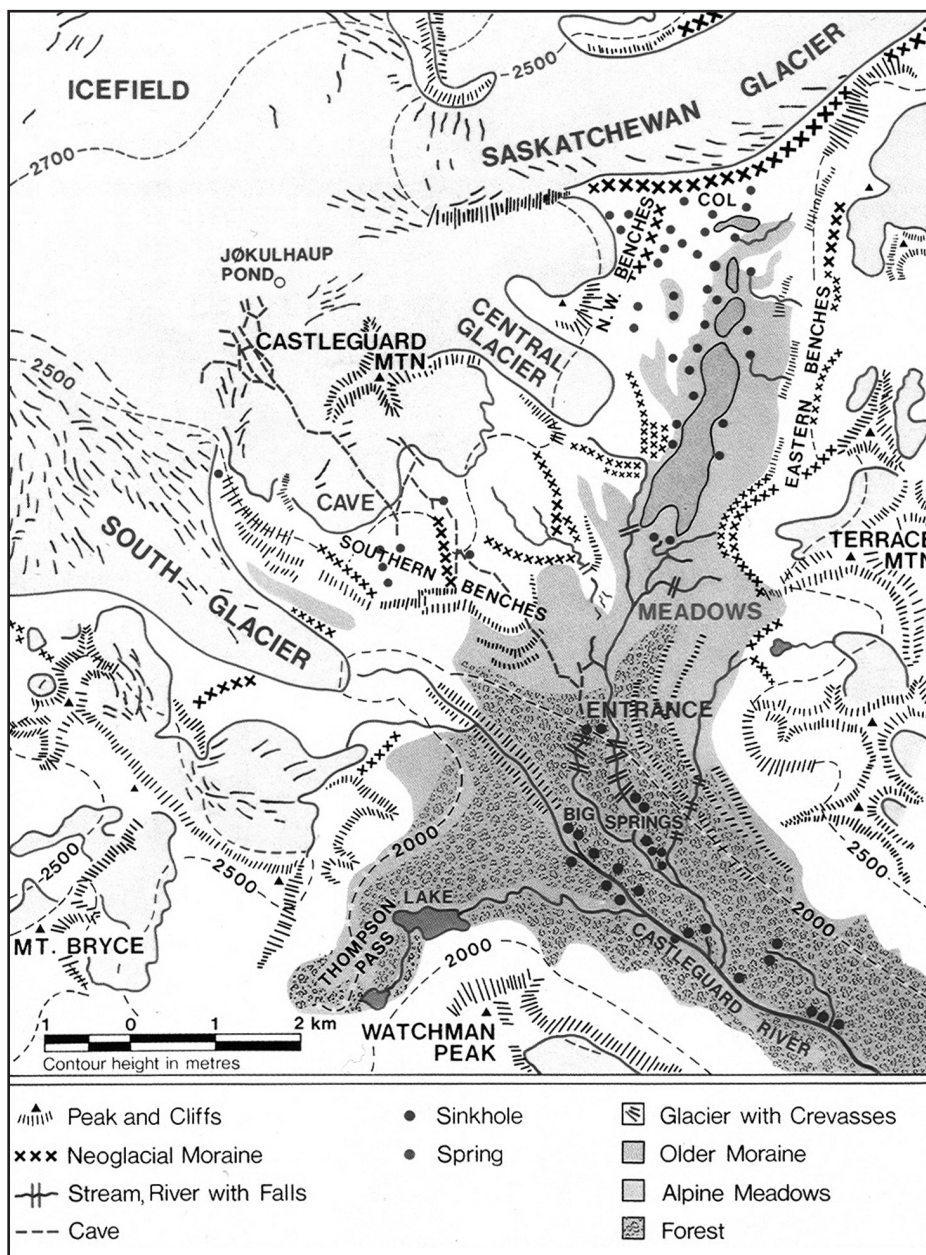 ICEFIELD
2500
GLACIER
SASKATCHEWAN
2700
COL
N.W. BENCHES
JØKULHAUP
POND
CASTLEGUARD
MTN.
CENTRAL
GLACIER
EASTERN BENCHES
2500
CAVE
SOUTHERN
BENCHES
TERRACE
MTN
SOUTH
GLACIER
MEADOWS
ENTRANCE
BIG SPRINGS
2000
2500
2500
2500
2000
LAKE
THOMPSON
PASS
MT. BRYCE
2000
CASTLEGUARD RIVER
WATCHMAN
PEAK
1 0 1 2 km
Contour height in metres
Peak and Cliffs
Neoglacial Moraine
Stream, River with Falls
Cave
Sinkhole
Spring
Glacier with Crevasses
Older Moraine
Alpine Meadows
Forest